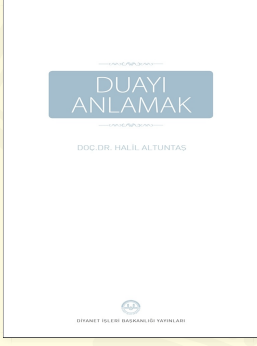 DUAYI
ANLAMAK
DOÇ.DR. HALİL ALTUNTAŞ
DİYANET İŞLERİ BAŞKANLIĞI YAYINLARI